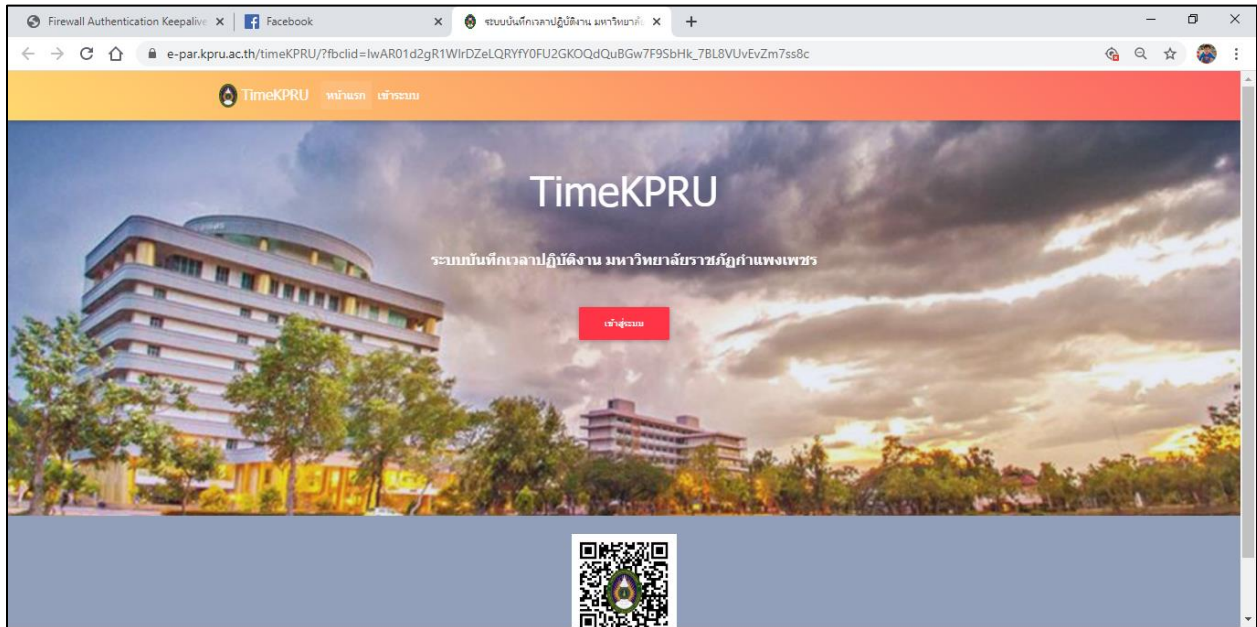 Firewall Authentication Keepalive
Facebook
ระบบบันทึกเวลาปฏิบัติงาน มหาวิทยาลั
e-par.kpru.ac.th/timeKPRU/?fbclid=IwAR01d2gR1WIrDZeLQRYfY0FU2GKOQdQuBGw7F9SbHk_7BL8VUvEvZm7ss8c
TimeKPRU หน้าแรก เข้าระบบ
TimeKPRU
ระบบบันทึกเวลาปฏิบัติงาน มหาวิทยาลัยราชภัฏกำแพงเพชร
เข้าสู่ระบบ